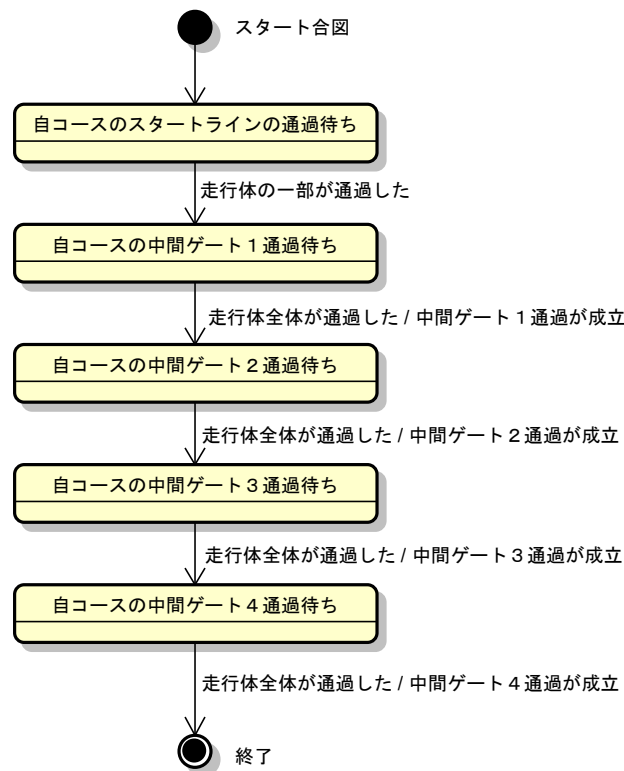 スタート合図
自コースのスタートラインの通過待ち
走行体の一部が通過した
自コースの中間ゲート１通過待ち
走行体全体が通過した / 中間ゲート１通過が成立
自コースの中間ゲート２通過待ち
走行体全体が通過した / 中間ゲート２通過が成立
自コースの中間ゲート３通過待ち
走行体全体が通過した / 中間ゲート３通過が成立
自コースの中間ゲート４通過待ち
走行体全体が通過した / 中間ゲート４通過が成立
終了